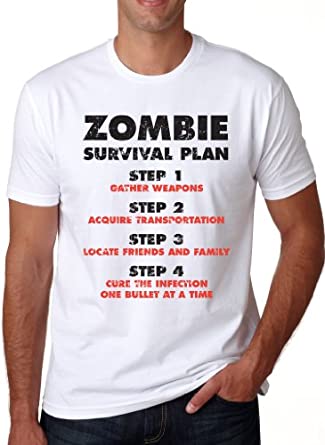 ZOMBIE
SURVIVAL PLAN
STEP 1
GATHER WEAPONS
STEP 2
ACQUIRE TRANSPORTATION
STEP 3
LOCATE FRIENDS AND FAMILY
STEP 4
CURE THE INFECTION
ONE BULLET AT A TIME